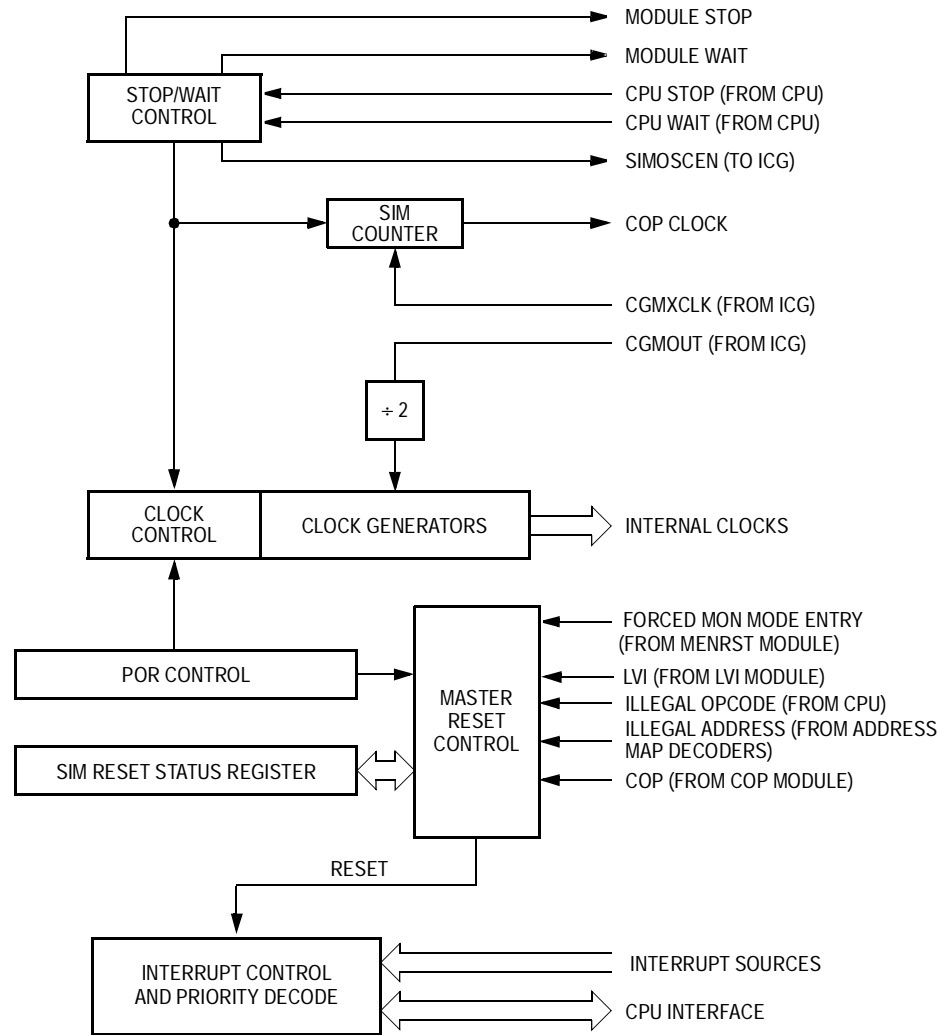 MODULE STOP
MODULE WAIT
STOP/WAIT
CONTROL
CPU STOP (FROM CPU)
CPU WAIT (FROM CPU)
SIMOSCEN (TO ICG)
SIM
COUNTER
COP CLOCK
CGMXCLK (FROM ICG)
CGMOUT (FROM ICG)
÷ 2
CLOCK
CONTROL
CLOCK GENERATORS
INTERNAL CLOCKS
FORCED MON MODE ENTRY
(FROM MENRST MODULE)
POR CONTROL
LVI (FROM LVI MODULE)
MASTER
RESET
CONTROL
ILLEGAL OPCODE (FROM CPU)
ILLEGAL ADDRESS (FROM ADDRESS
MAP DECODERS)
SIM RESET STATUS REGISTER
COP (FROM COP MODULE)
RESET
INTERRUPT CONTROL
AND PRIORITY DECODE
INTERRUPT SOURCES
CPU INTERFACE